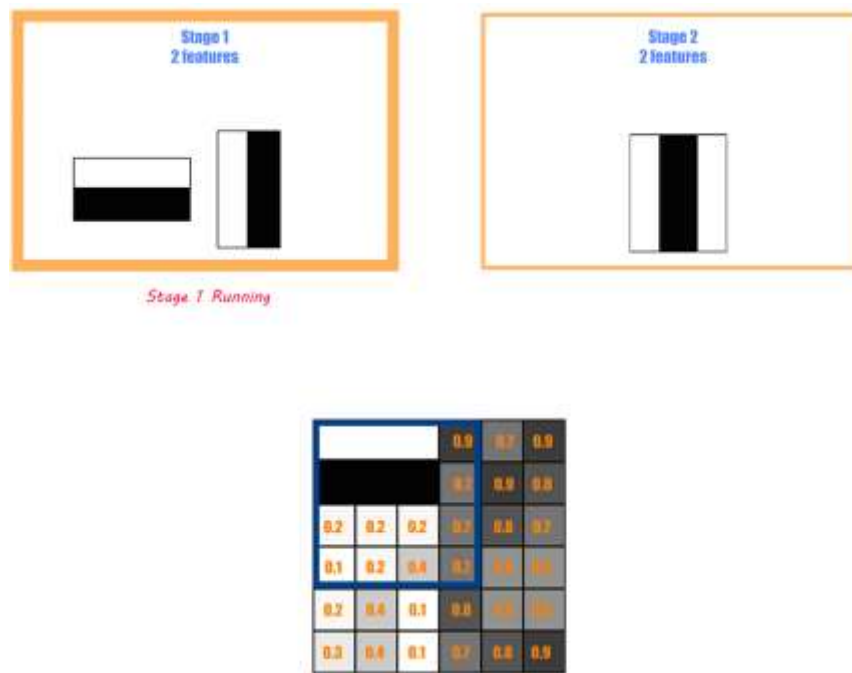 Stage 1
2 features
Stage 2
2 features
Stage 1 Running
0.9 0.7 0.9
0.7 0.9 0.8
0.2 0.2 0.2 0.7 0.8 0.7
0.1 0.2 0.4 0.7
0.2 0.4 0.1 0.8
0.3 0.4 0.1 0.7 0.8 0.9